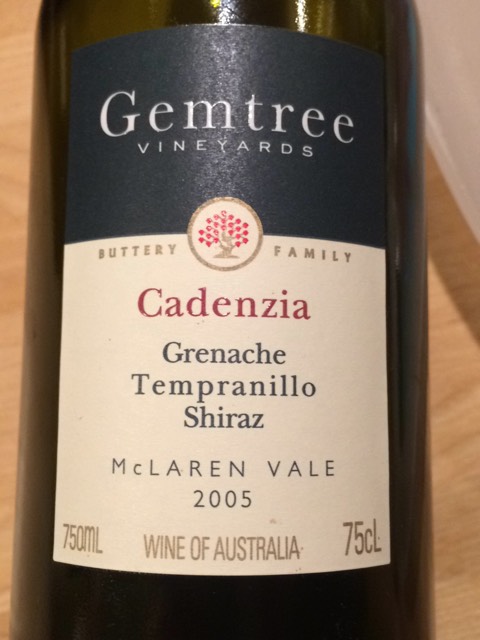 Gemtree
VINEYARDS
BUTTERY FAMILY
Cadenzia
Grenache
Tempranillo
Shiraz
McLAREN VALE
2005
750mL WINE OF AUSTRALIA 75cL